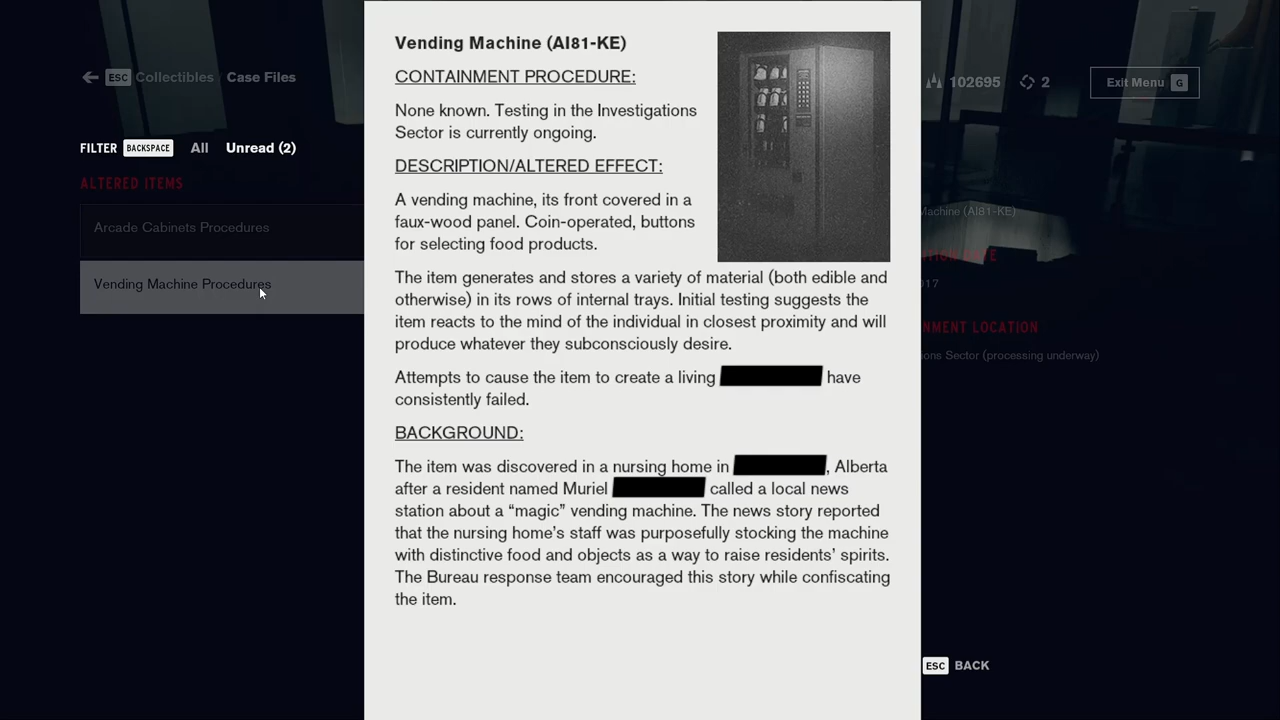 Vending Machine (AI81-KE)
CONTAINMENT PROCEDURE:
None known. Testing in the Investigations
Sector is currently ongoing.
DESCRIPTION/ALTERED EFFECT:
A vending machine, its front covered in a
faux-wood panel. Coin-operated, buttons
for selecting food products.
The item generates and stores a variety of material (both edible and
otherwise) in its rows of internal trays. Initial testing suggests the
item reacts to the mind of the individual in closest proximity and will
produce whatever they subconsciously desire.
Attempts to cause the item to create a living have
consistently failed.
BACKGROUND:
The item was discovered in a nursing home in , Alberta
after a resident named Muriel called a local news
station about a “magic” vending machine. The news story reported
that the nursing home’s staff was purposefully stocking the machine
with distinctive food and objects as a way to raise residents’ spirits.
The Bureau response team encouraged this story while confiscating
the item.
ESC Collectibles Case Files
FILTER BACKSPACE All Unread (2)
ALTERED ITEMS
Arcade Cabinets Procedures
Vending Machine Procedures
102695 2 Exit Menu G
Machine (AI81-KE)
17
LOCATION
Sector (processing underway)
ESC BACK